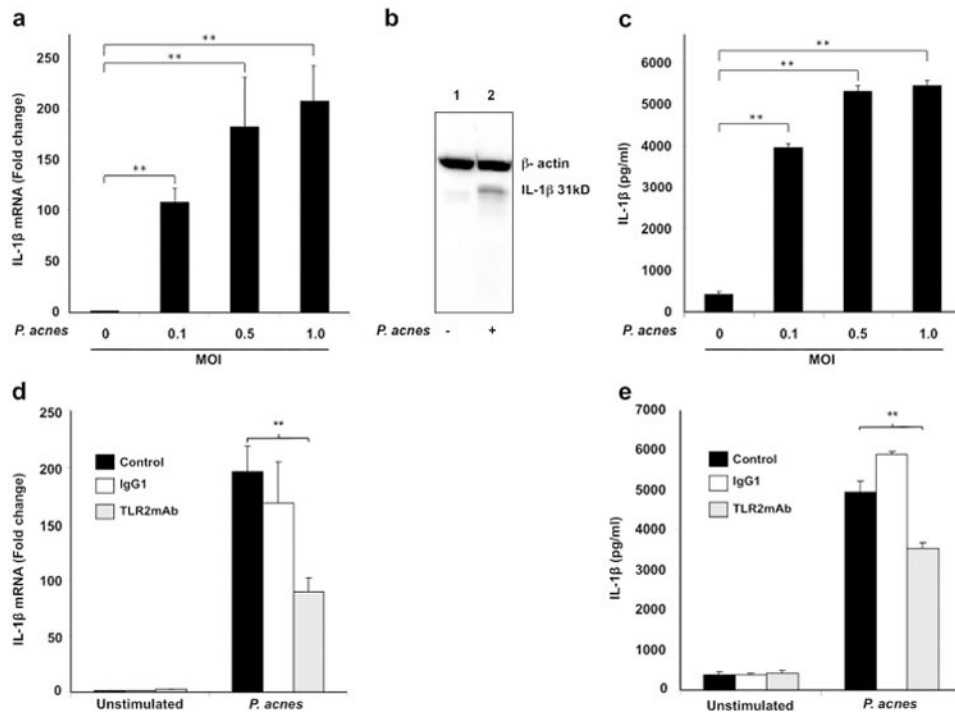 a
IL-1β mRNA (Fold change)
250
200
150
100
50
0
**
**
**
P. acnes 0 0.1 0.5 1.0
MOI
b
1 2
β- actin
IL-1β 31kD
P. acnes - +
c
IL-1β (pg/ml)
6000
5000
4000
3000
2000
1000
0
**
**
**
P. acnes 0 0.1 0.5 1.0
MOI
d
IL-1β mRNA (Fold change)
250
200
150
100
50
0
Control
IgG1
TLR2mAb
**
Unstimulated P. acnes
e
IL-1β (pg/ml)
7000
6000
5000
4000
3000
2000
1000
0
Control
IgG1
TLR2mAb
**
Unstimulated P. acnes